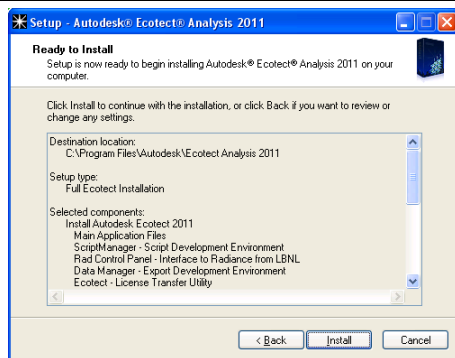 Setup - Autodesk® Ecotect® Analysis 2011
Ready to Install
Setup is now ready to begin installing Autodesk® Ecotect® Analysis 2011 on your
computer.
Click Install to continue with the installation, or click Back if you want to review or
change any settings.
Destination location:
C:\Program Files\Autodesk\Ecotect Analysis 2011
Setup type:
Full Ecotect Installation
Selected components:
Install Autodesk Ecotect 2011
Main Application Files
ScriptManager - Script Development Environment
Rad Control Panel - Interface to Radiance from LBNL
Data Manager - Export Development Environment
Ecotect - License Transfer Utility
< Back
Install
Cancel